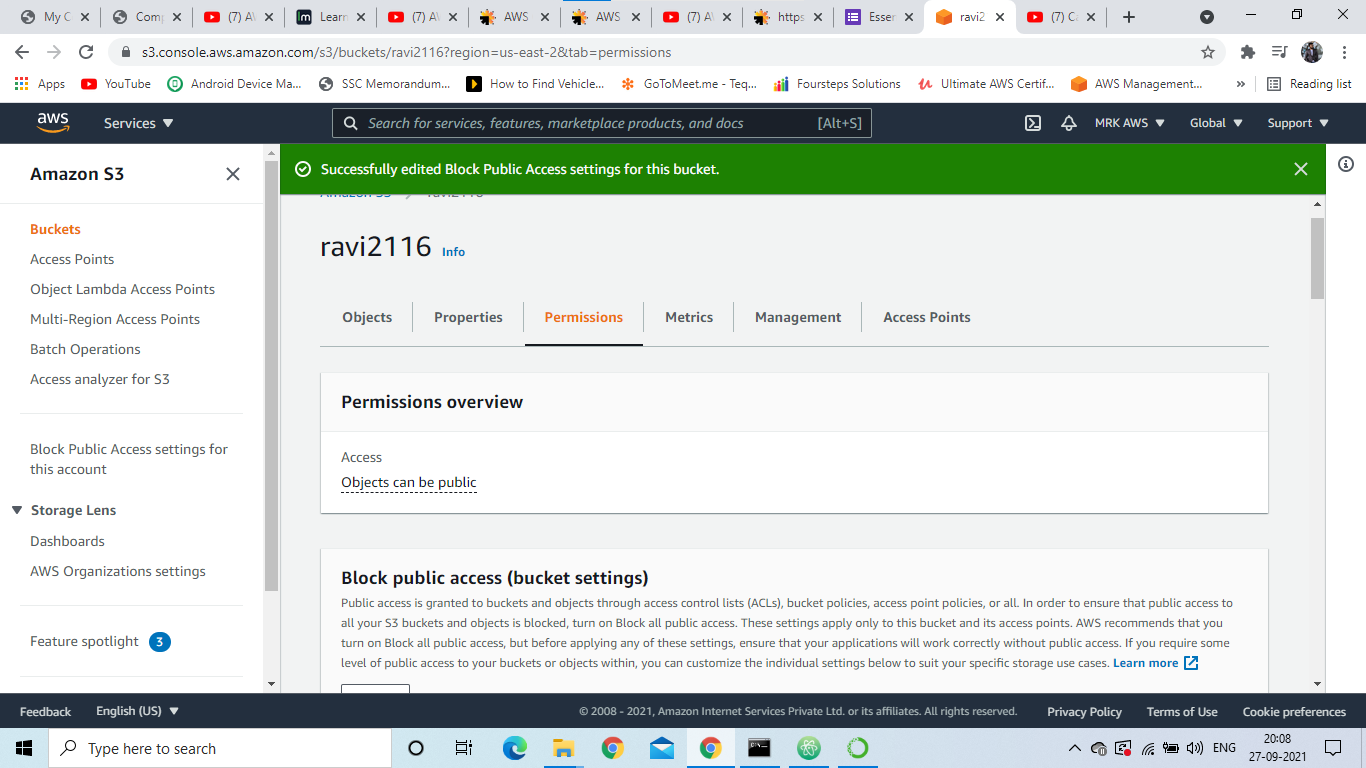 My C
Comp
(7) A
Learn
(7) A
AWS
AWS
(7) A
https
Esser
ravi2
(7) C
s3.console.aws.amazon.com/s3/buckets/ravi2116?region=us-east-2&tab=permissions
Apps
YouTube
Android Device Ma...
SSC Memorandum...
How to Find Vehicle...
GoToMeet.me - Teq...
Foursteps Solutions
Ultimate AWS Certif...
AWS Management...
»
Reading list
aws
Services
Search for services, features, marketplace products, and docs
[Alt+S]
MRK AWS
Global
Support
Amazon S3
Buckets
Access Points
Object Lambda Access Points
Multi-Region Access Points
Batch Operations
Access analyzer for S3
Block Public Access settings for
this account
Storage Lens
Dashboards
AWS Organizations settings
Feature spotlight 3
Successfully edited Block Public Access settings for this bucket.
Amazon S3 > ravi2116
ravi2116 Info
Objects
Properties
Permissions
Metrics
Management
Access Points
Permissions overview
Access
Objects can be public
Block public access (bucket settings)
Public access is granted to buckets and objects through access control lists (ACLs), bucket policies, access point policies, or all. In order to ensure that public access to
all your S3 buckets and objects is blocked, turn on Block all public access. These settings apply only to this bucket and its access points. AWS recommends that you
turn on Block all public access, but before applying any of these settings, ensure that your applications will work correctly without public access. If you require some
level of public access to your buckets or objects within, you can customize the individual settings below to suit your specific storage use cases. Learn more
Feedback
English (US)
© 2008 - 2021, Amazon Internet Services Private Ltd. or its affiliates. All rights reserved.
Privacy Policy
Terms of Use
Cookie preferences
Type here to search
ENG
20:08
27-09-2021